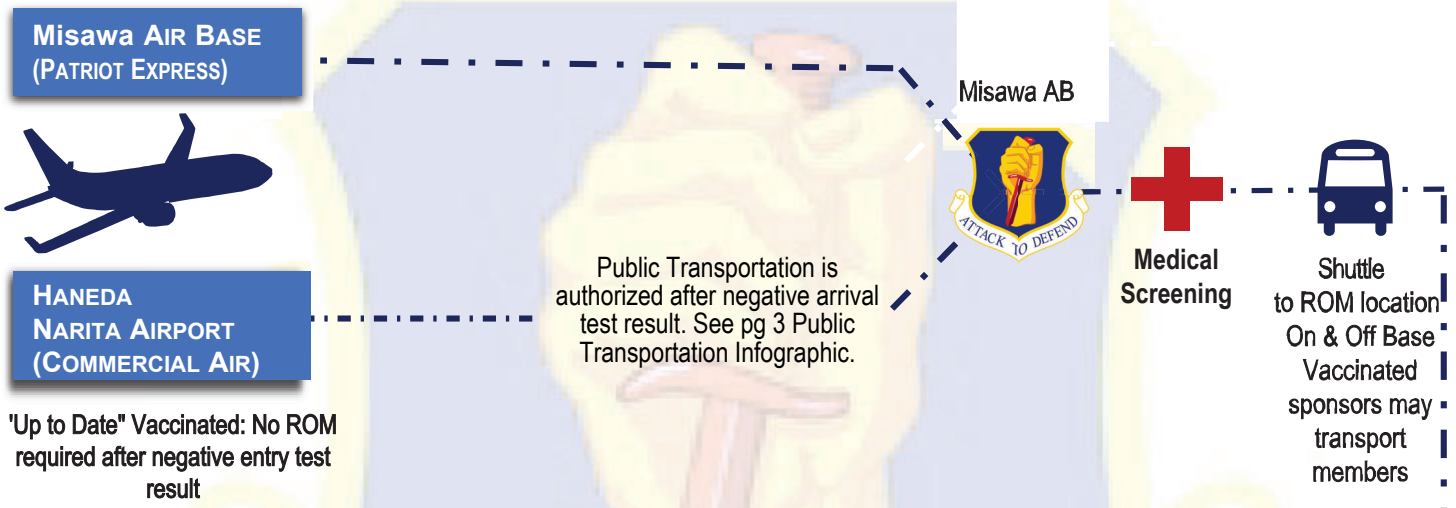 Misawa AIR BASE
(PATRIOT EXPRESS)
HANEDA
NARITA AIRPORT
(COMMERCIAL AIR)
"Up to Date" Vaccinated: No ROM
required after negative entry test
result
Public Transportation is
authorized after negative arrival
test result. See pg 3 Public
Transportation Infographic.
Misawa AB
ATTACK TO DEFEND
Medical
Screening
Shuttle
to ROM location
On & Off Base
Vaccinated
sponsors may
transport
members